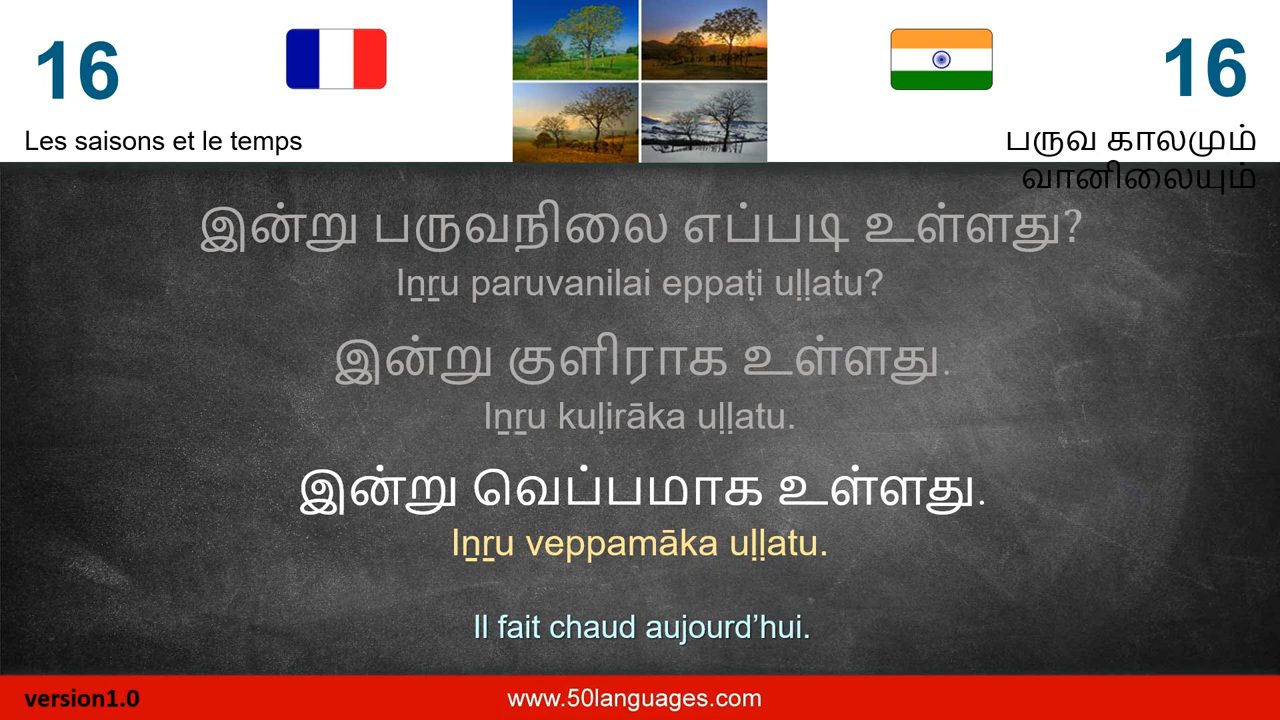 16
16
Les saisons et le temps
பருவ காலமும்
வானிலையும்
இன்று பருவநிலை எப்படி உள்ளது?
Iṉṟu paruvanilai eppaṭi uḷḷatu?
இன்று குளிராக உள்ளது.
Iṉṟu kuḷirāka uḷḷatu.
இன்று வெப்பமாக உள்ளது.
Iṉṟu veppamāka uḷḷatu.
Il fait chaud aujourd’hui.
version1.0
www.50languages.com